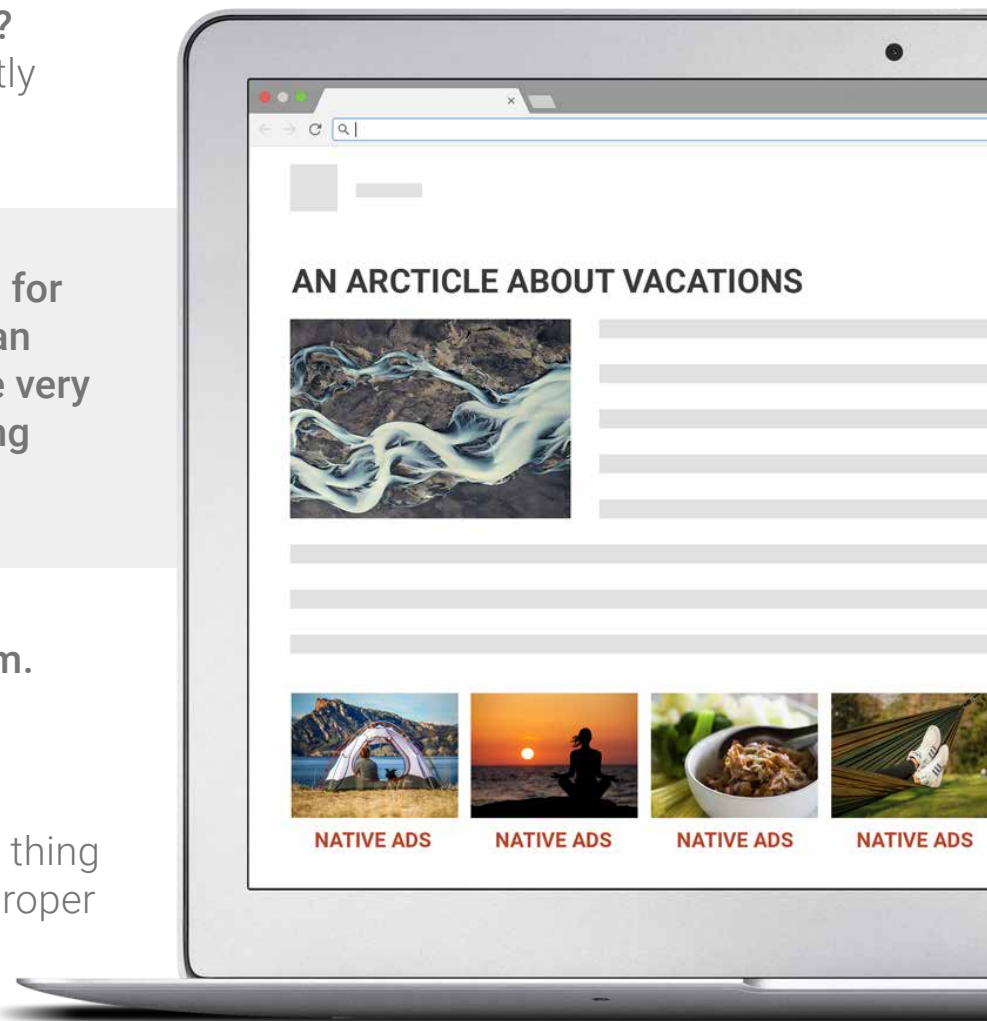 ?
tly
for
an
e very
ng
m.
thing
roper
AN ARCTICLE ABOUT VACATIONS
NATIVE ADS
NATIVE ADS
NATIVE ADS
NATIVE ADS